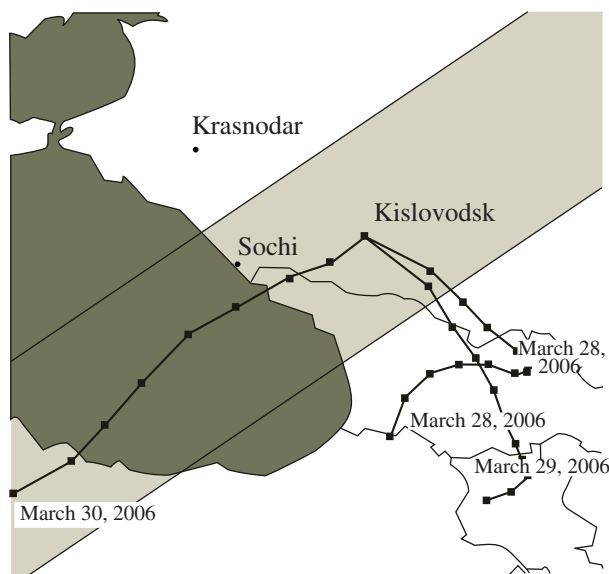 Krasnodar
Kislovodsk
Sochi
March 28,
2006
March 28, 2006
March 29, 2006
March 30, 2006